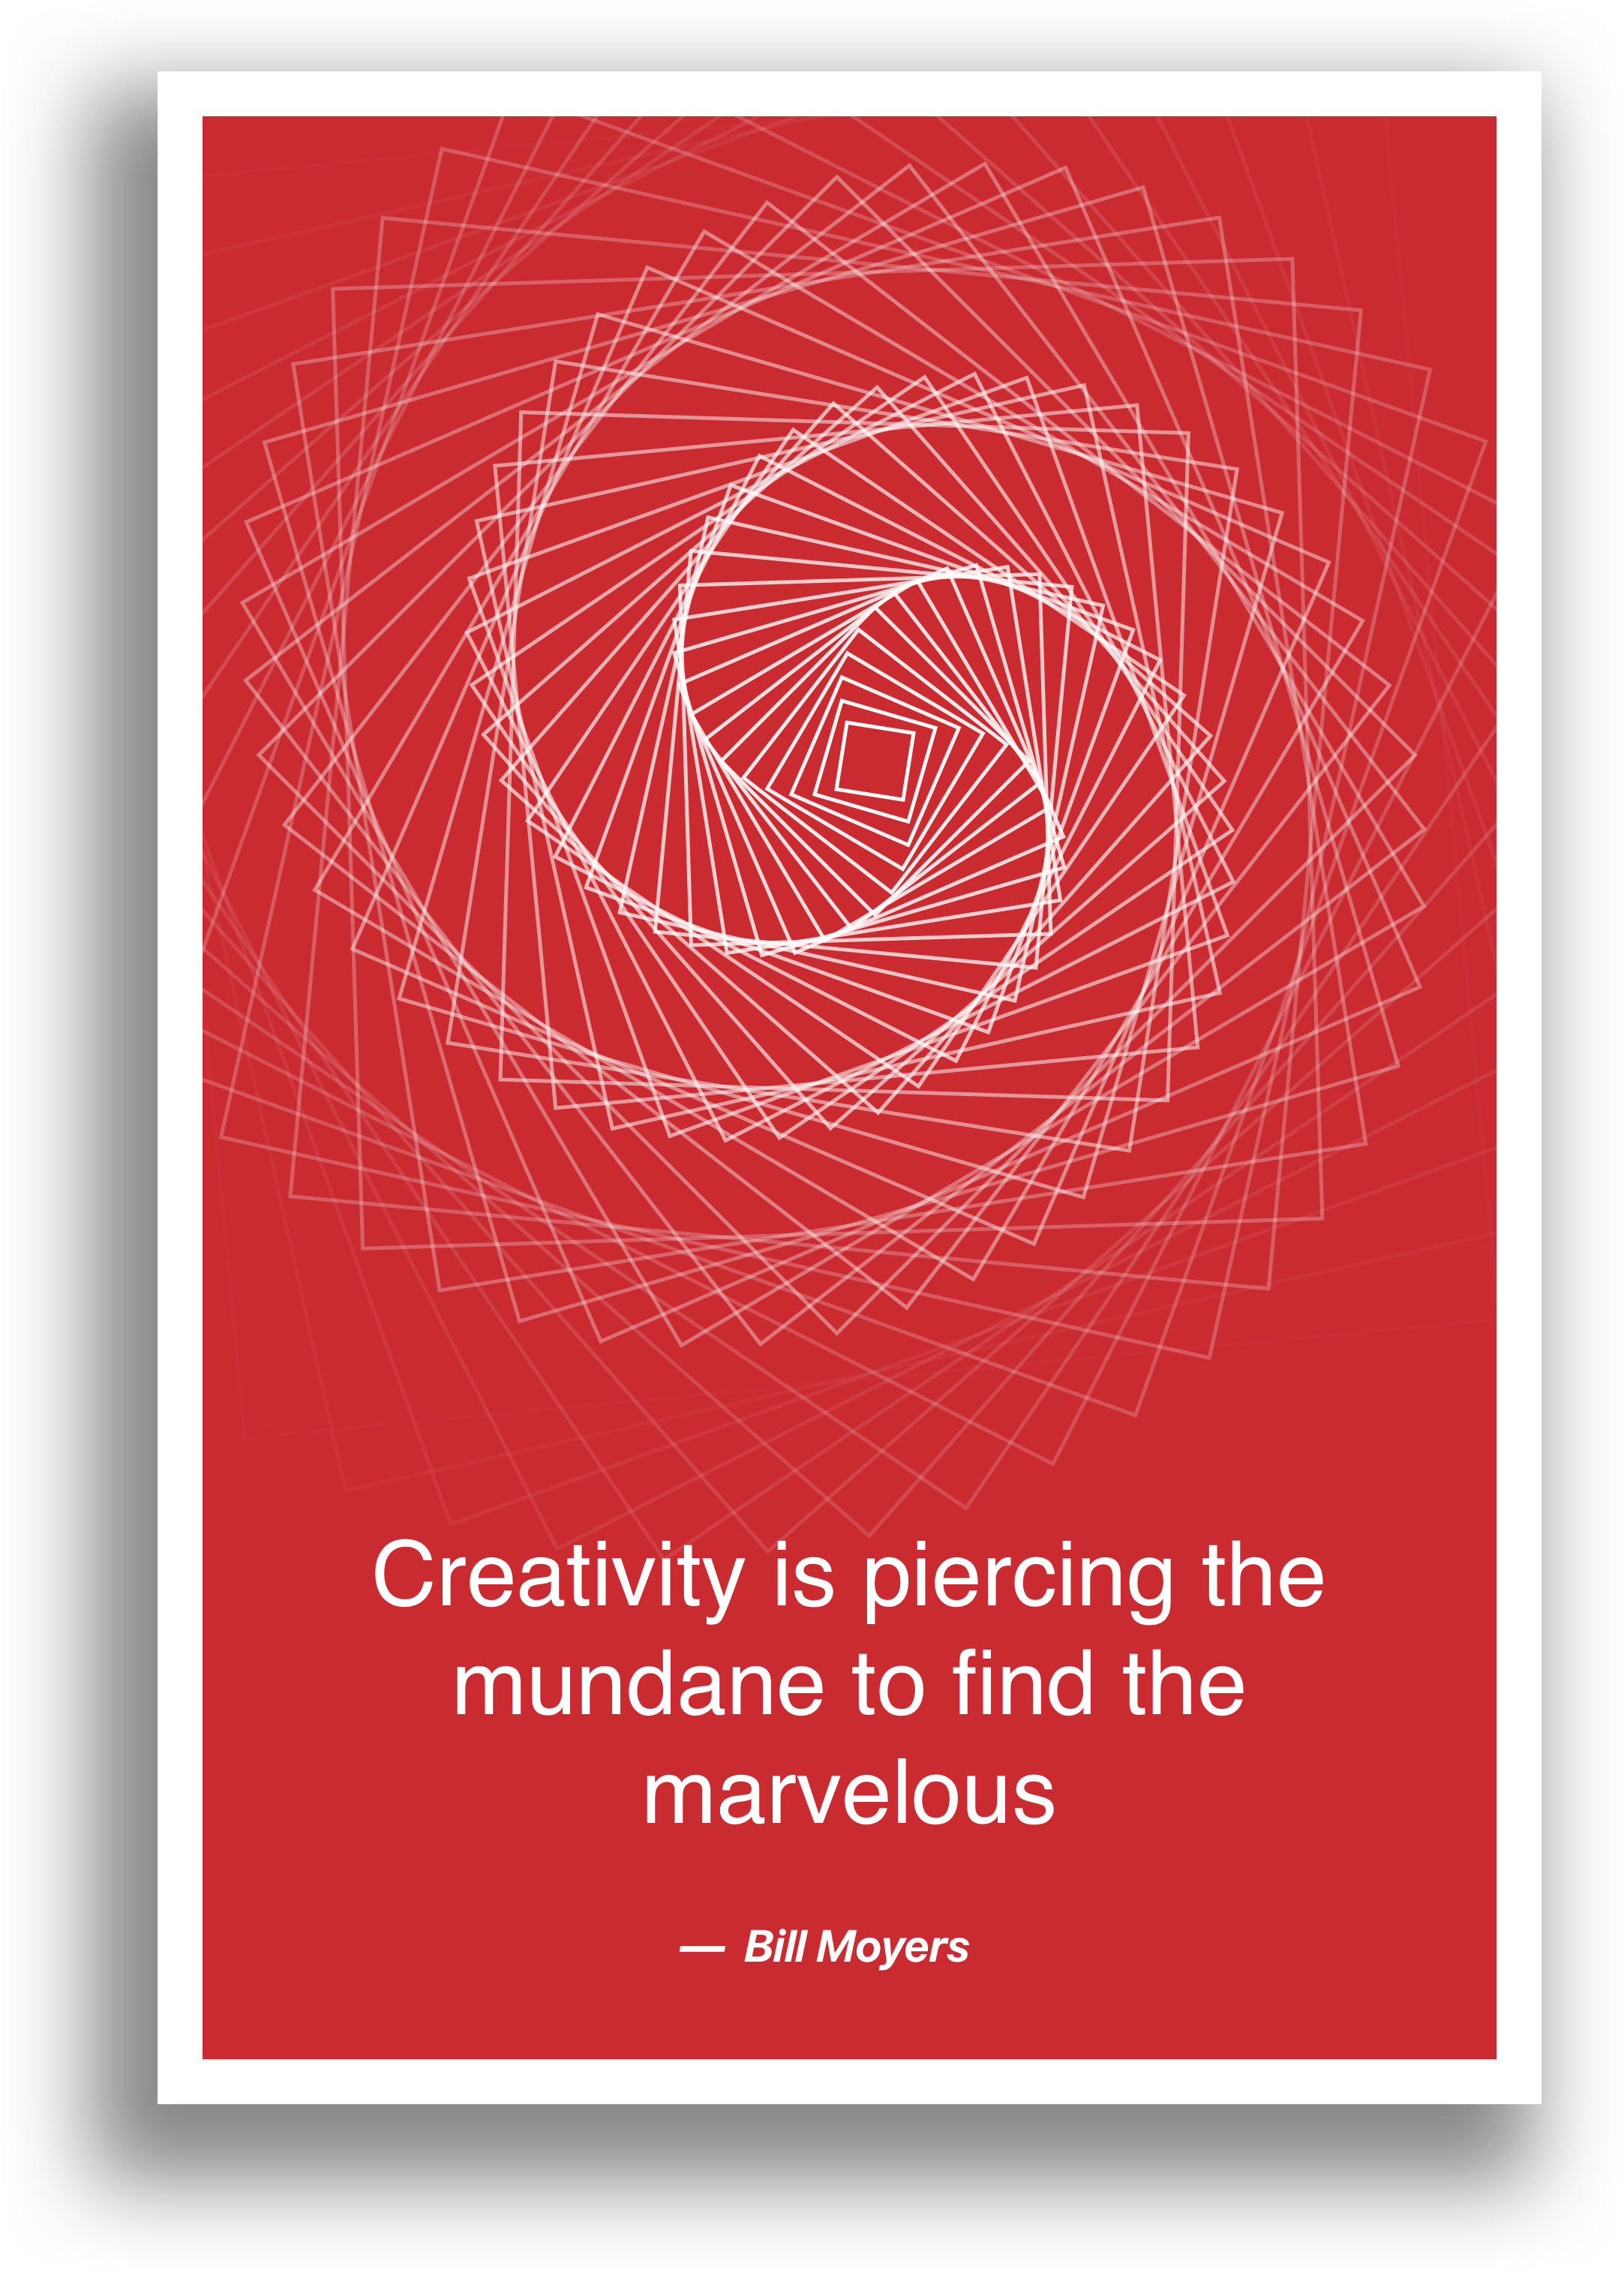 Creativity is piercing the
mundane to find the
marvelous
— Bill Moyers